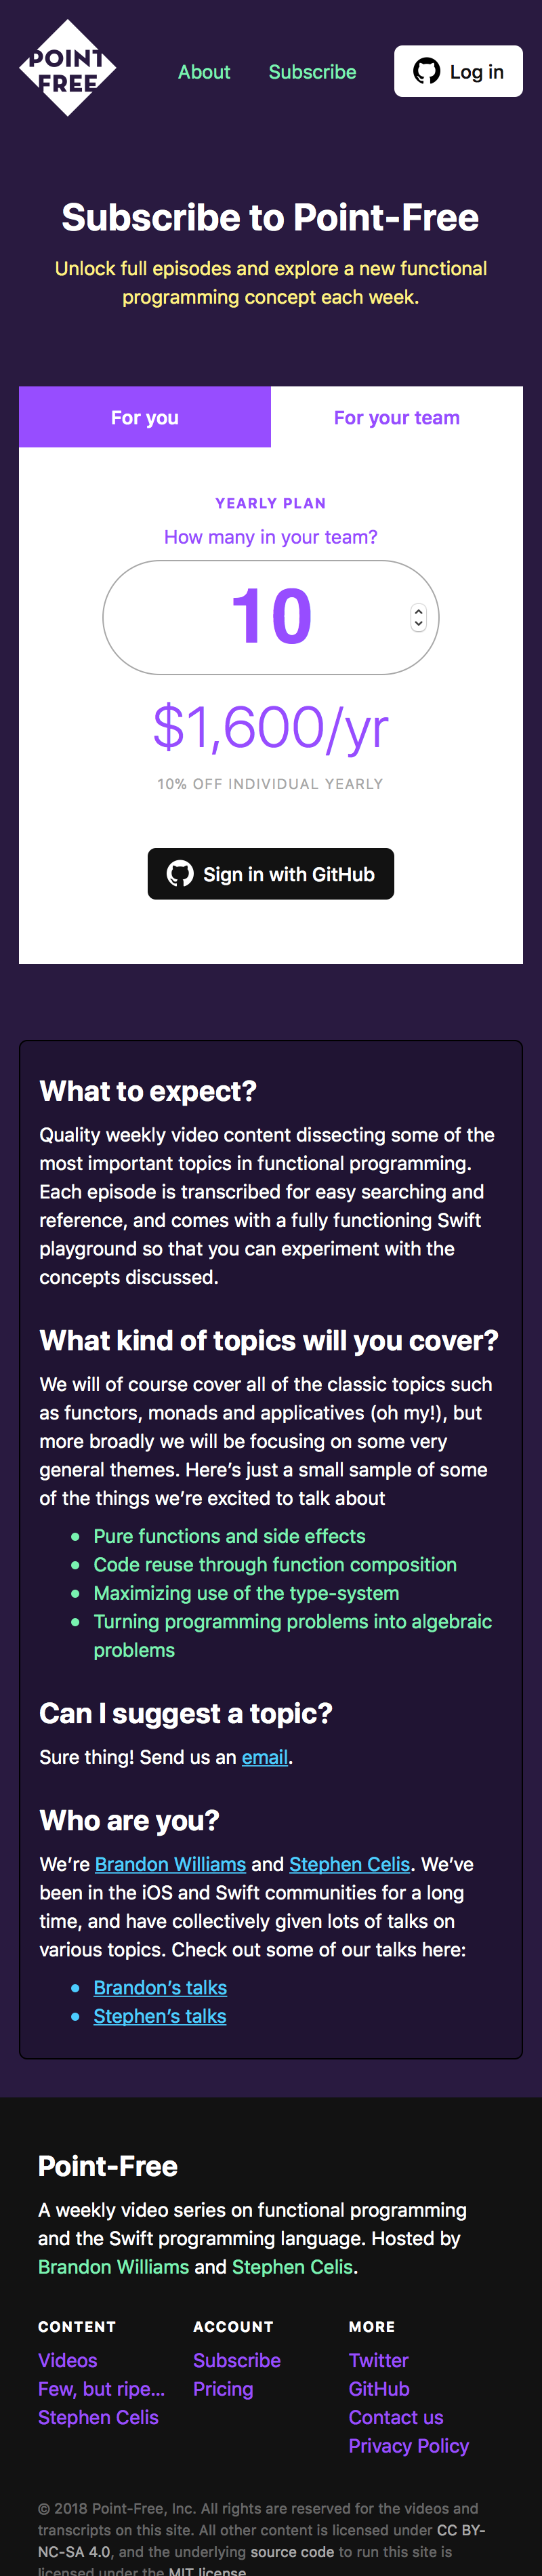 POINT
FREE
About
Subscribe
Log in
Subscribe to Point-Free
Unlock full episodes and explore a new functional
programming concept each week.
For you
For your team
YEARLY PLAN
How many in your team?
10
$1,600/yr
10% OFF INDIVIDUAL YEARLY
Sign in with GitHub
What to expect?
Quality weekly video content dissecting some of the
most important topics in functional programming.
Each episode is transcribed for easy searching and
reference, and comes with a fully functioning Swift
playground so that you can experiment with the
concepts discussed.
What kind of topics will you cover?
We will of course cover all of the classic topics such
as functors, monads and applicatives (oh my!), but
more broadly we will be focusing on some very
general themes. Here’s just a small sample of some
of the things we’re excited to talk about
• Pure functions and side effects
• Code reuse through function composition
• Maximizing use of the type-system
• Turning programming problems into algebraic
problems
Can I suggest a topic?
Sure thing! Send us an email.
Who are you?
We’re Brandon Williams and Stephen Celis. We’ve
been in the iOS and Swift communities for a long
time, and have collectively given lots of talks on
various topics. Check out some of our talks here:
• Brandon’s talks
• Stephen’s talks
Point-Free
A weekly video series on functional programming
and the Swift programming language. Hosted by
Brandon Williams and Stephen Celis.
CONTENT
Videos
Few, but ripe...
Stephen Celis
ACCOUNT
Subscribe
Pricing
MORE
Twitter
GitHub
Contact us
Privacy Policy
© 2018 Point-Free, Inc. All rights are reserved for the videos and
transcripts on this site. All other content is licensed under CC BY-
NC-SA 4.0, and the underlying source code to run this site is
licensed under the MIT license